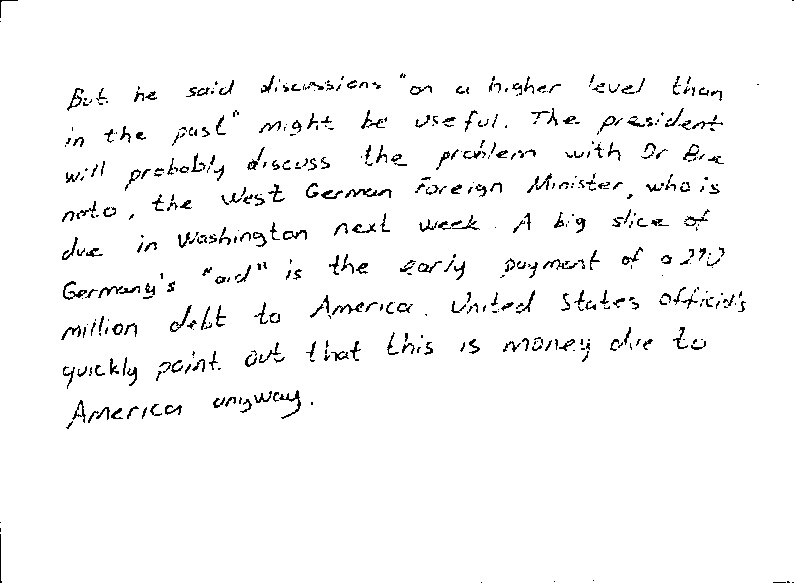 But he said discussions "on a higher level than
in the past" might be useful. The president
will probably discuss the problem with Dr Bre
nato, the West German Foreign Minister, who is
due in Washington next week. A big slice of
Germany's "aid" is the early payment of a
million debt to America. United States officials
quickly point out that this is money due to
America anyway.